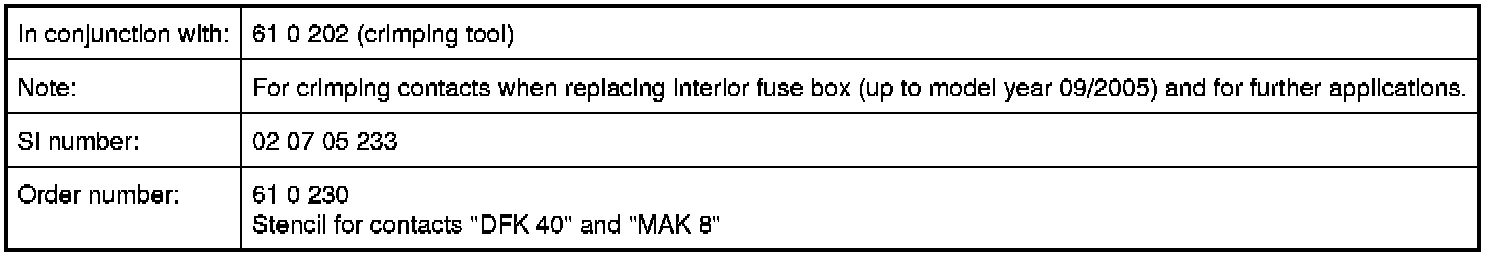 In conjunction with: 61 0 202 (crimping tool)
Note: For crimping contacts when replacing interior fuse box (up to model year 09/2005) and for further applications.
SI number: 02 07 05 233
Order number: 61 0 230
Stencil for contacts "DFK 40" and "MAK 8"